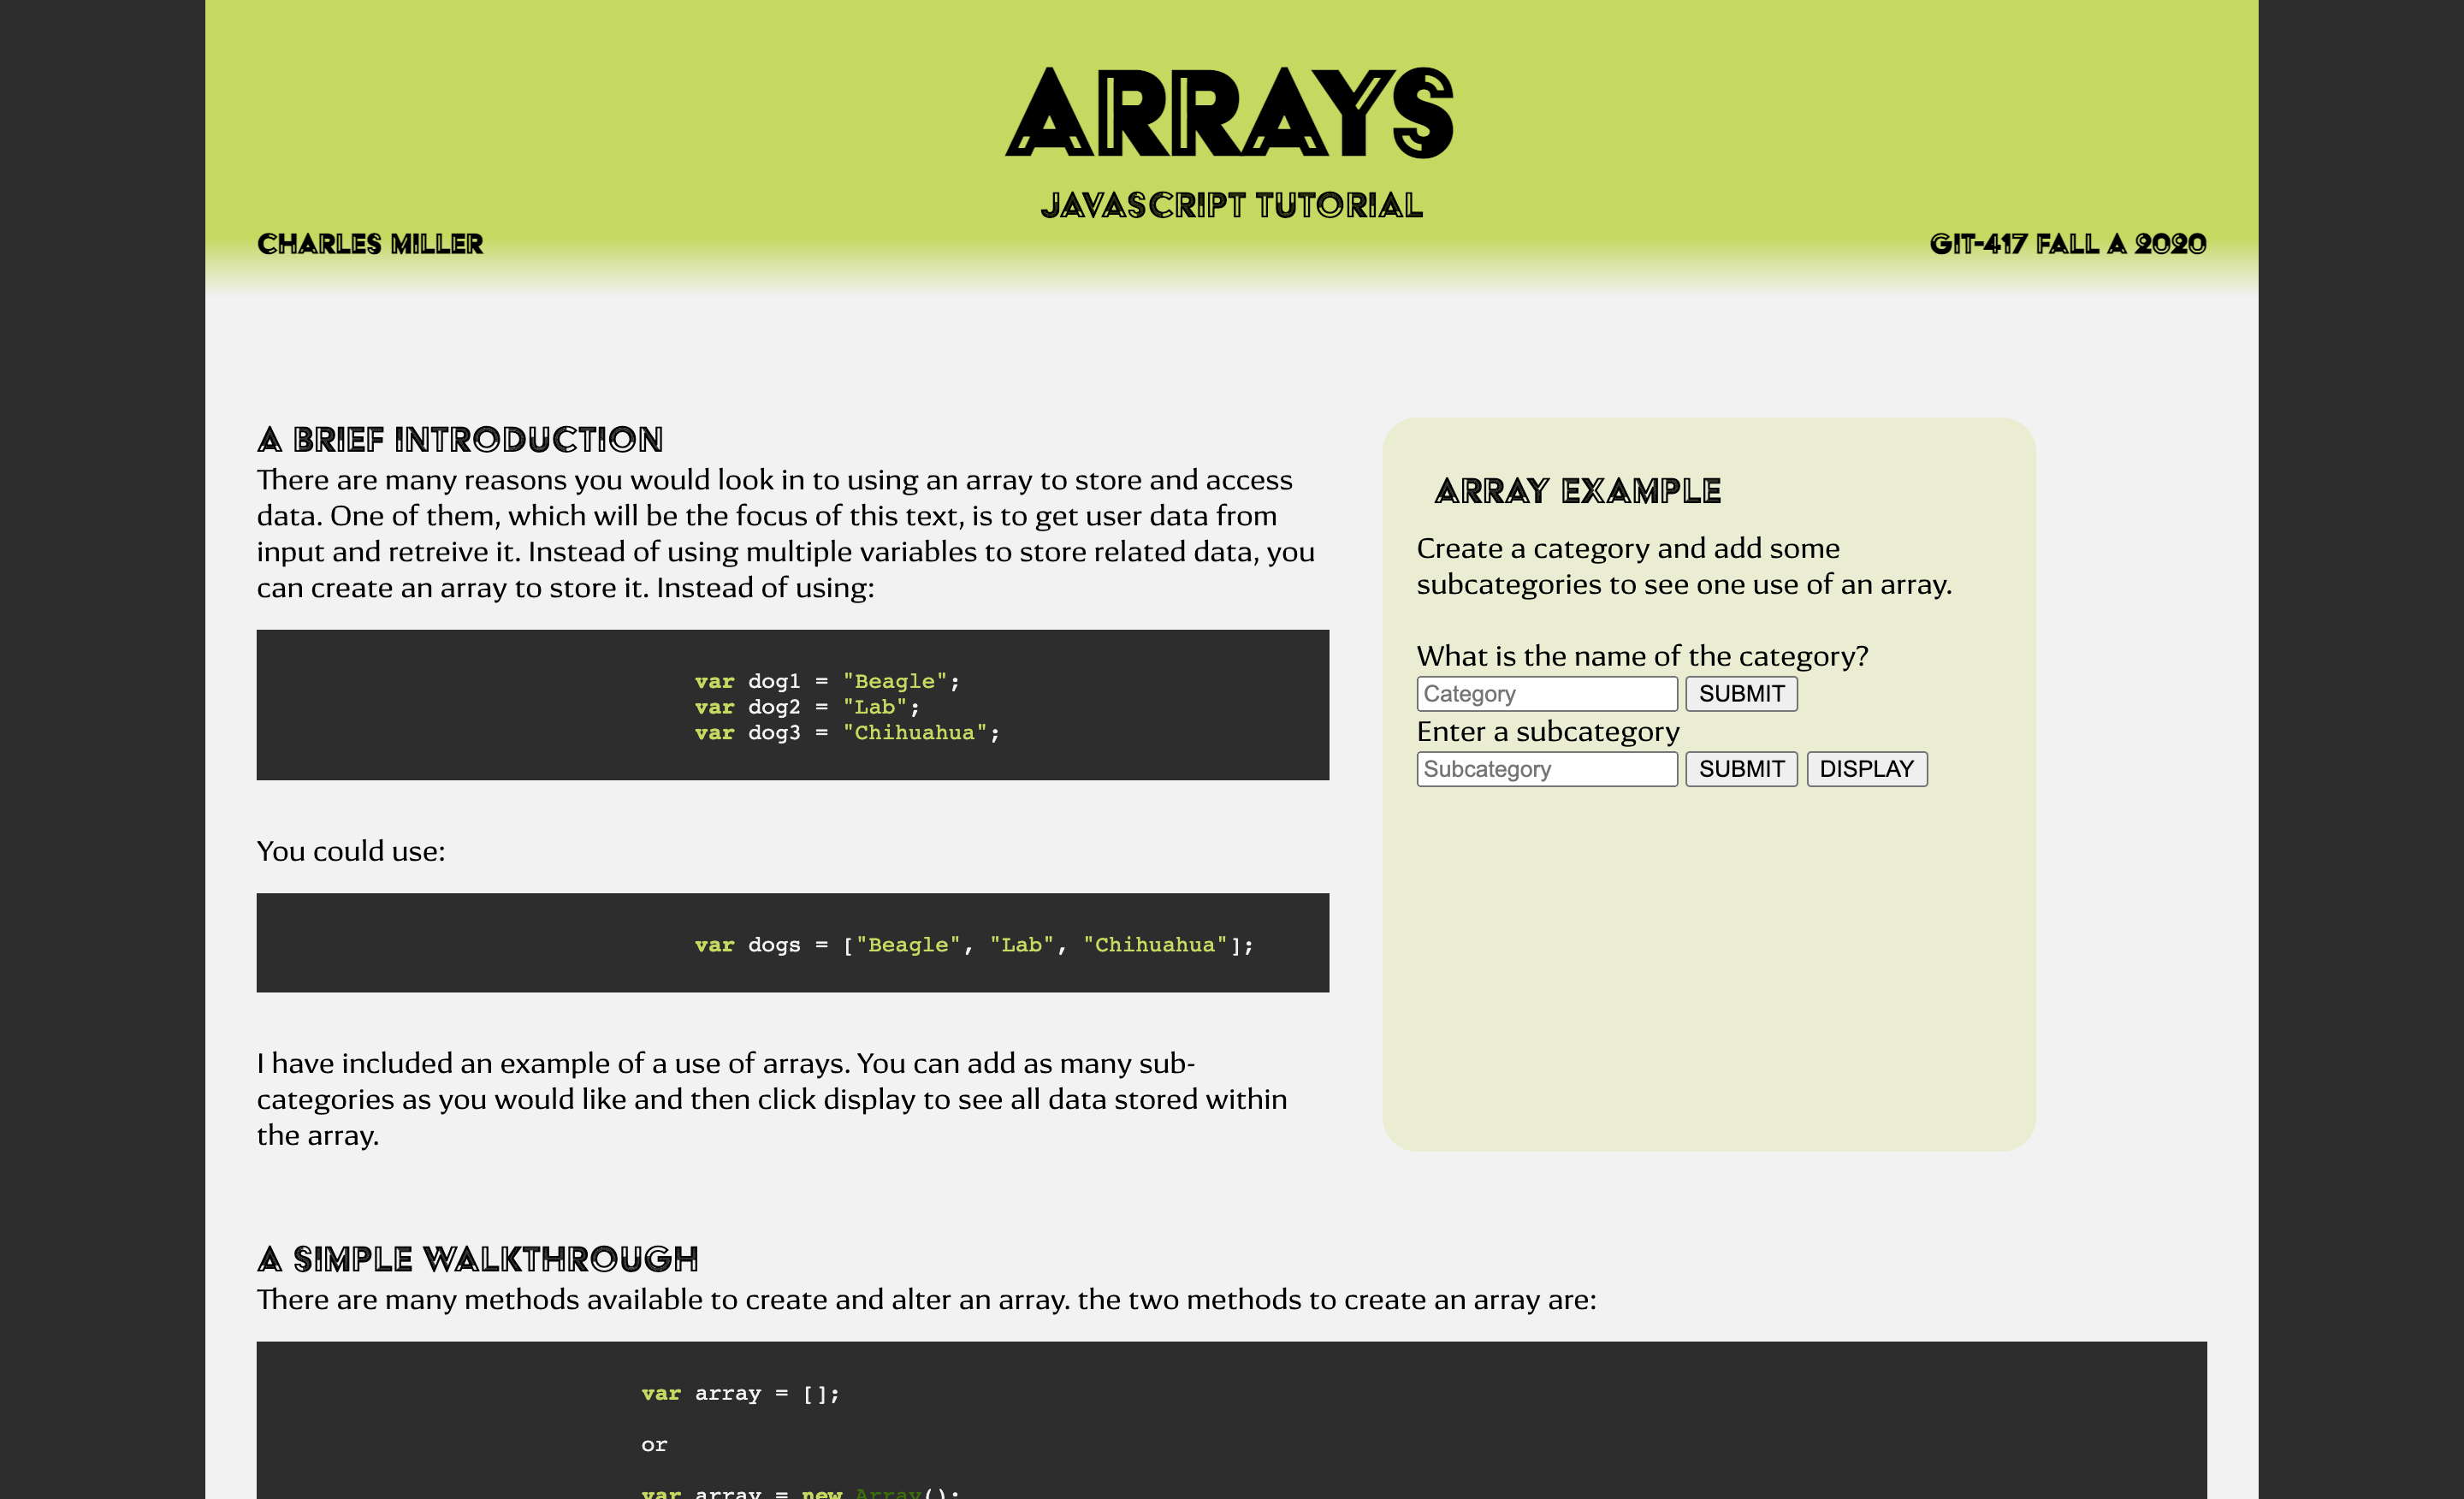 ARRAYS
JAVASCRIPT TUTORIAL
CHARLES MILLER
GIT-417 FALL A 2020
A BRIEF INTRODUCTION
There are many reasons you would look in to using an array to store and access
data. One of them, which will be the focus of this text, is to get user data from
input and retreive it. Instead of using multiple variables to store related data, you
can create an array to store it. Instead of using:
var dog1 = "Beagle";
var dog2 = "Lab";
var dog3 = "Chihuahua";
You could use:
var dogs = ["Beagle", "Lab", "Chihuahua"];
I have included an example of a use of arrays. You can add as many sub-
categories as you would like and then click display to see all data stored within
the array.
ARRAY EXAMPLE
Create a category and add some
subcategories to see one use of an array.
What is the name of the category?
Category SUBMIT
Enter a subcategory
Subcategory SUBMIT DISPLAY
A SIMPLE WALKTHROUGH
There are many methods available to create and alter an array. the two methods to create an array are:
var array = [];
or
var array = new Array();